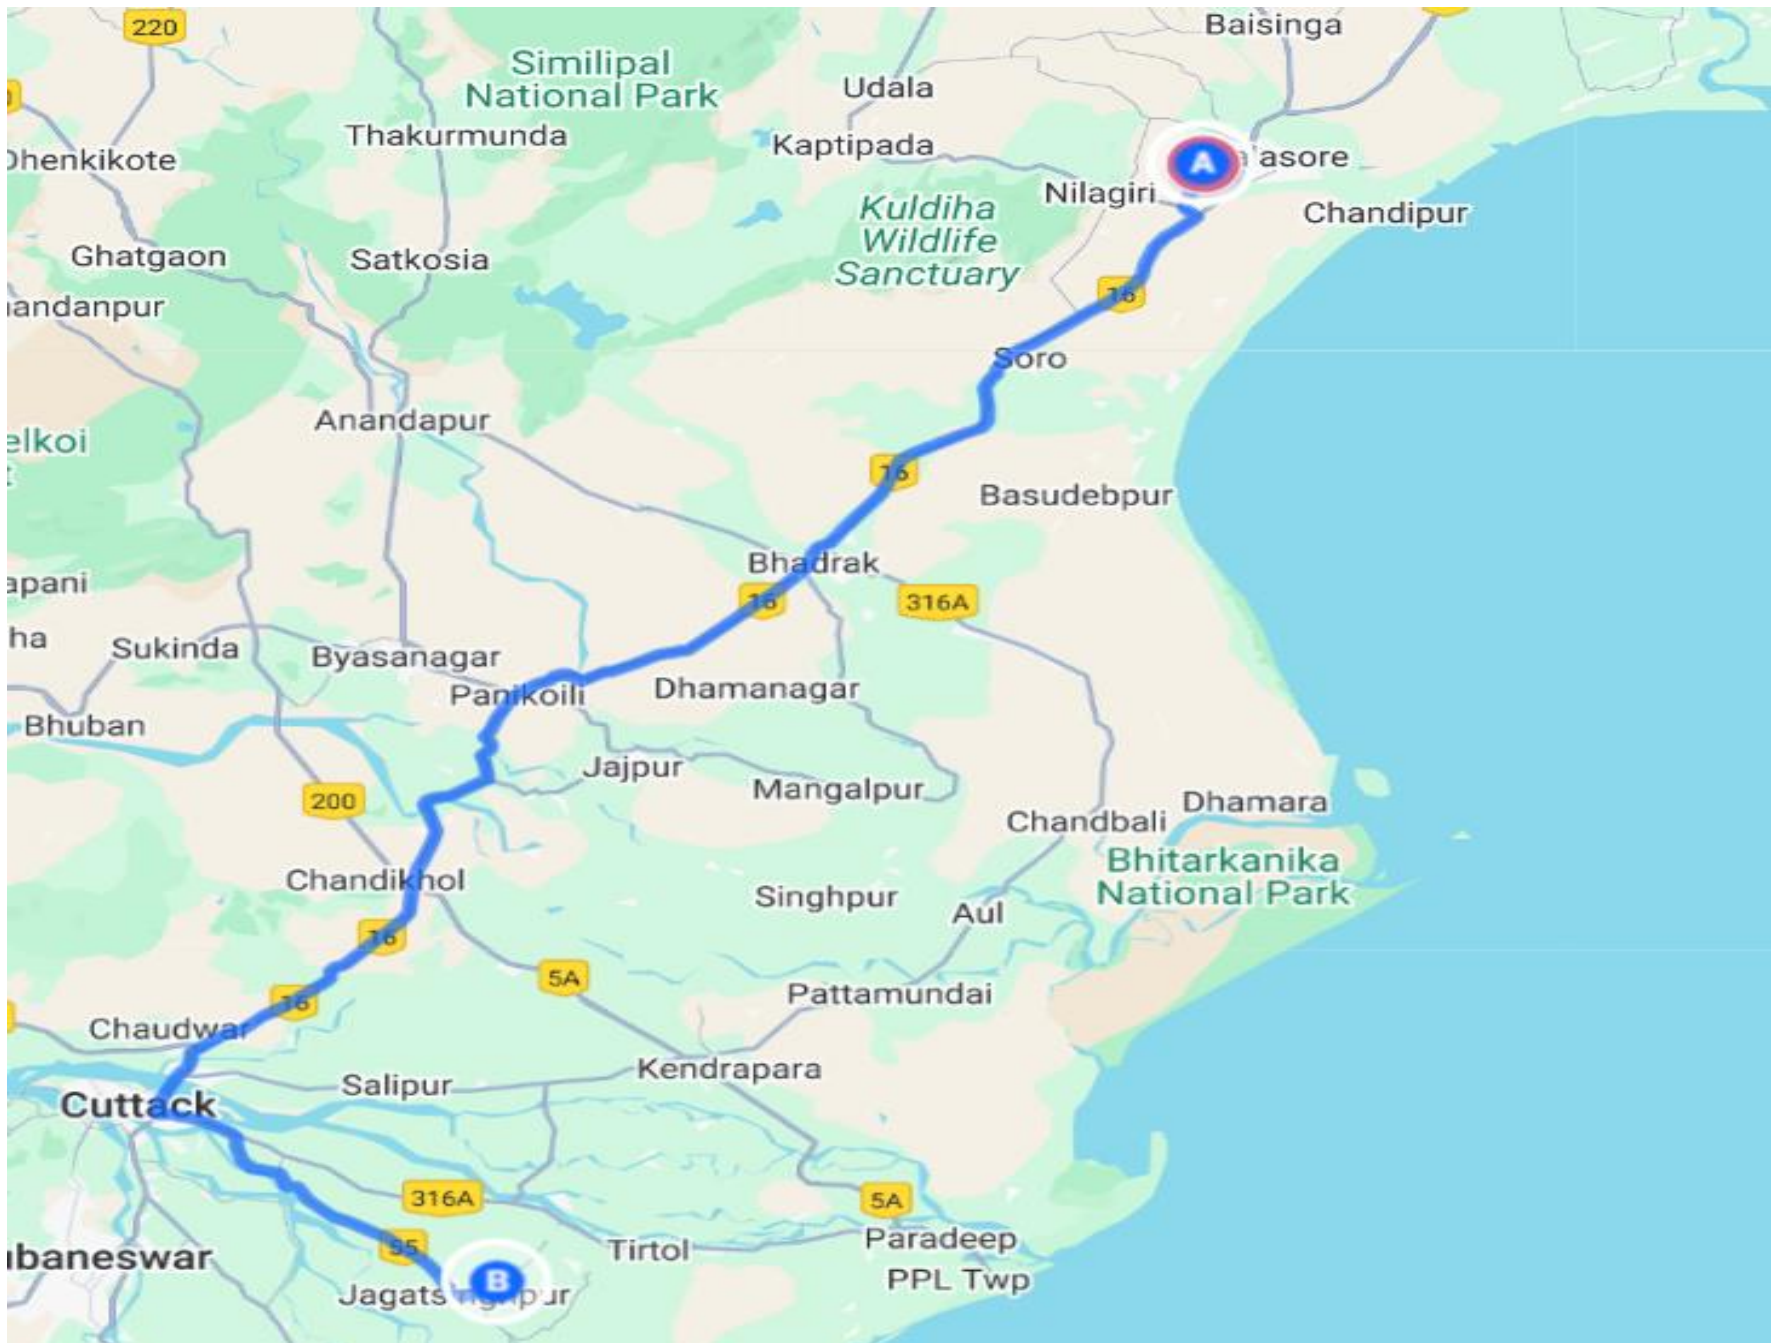 220
Baisinga
Similipal
National Park
Udala
Thakurmunda
Kaptipada
Dhenkikote
A
asore
Nilagiri
Kuldiha
Wildlife
Sanctuary
Chandipur
Ghatgaon
Satkosia
16
andanpur
Soro
Anandapur
elkoi
16
Basudebpur
Bhadrak
apani
16
316A
ha
Sukinda
Byasanagar
Panikoili
Dhamanagar
Bhuban
Jajpur
Mangalpur
200
Dhamara
Chandbali
Bhitarkanika
National Park
Chandikhol
Singhpur
Aul
16
5A
Pattamundai
16
Chaudwar
Kendrapara
Salipur
Cuttack
316A
5A
Paradeep
S5
Tirtol
baneswar
PPL Twp
B
Jagatsinghpur